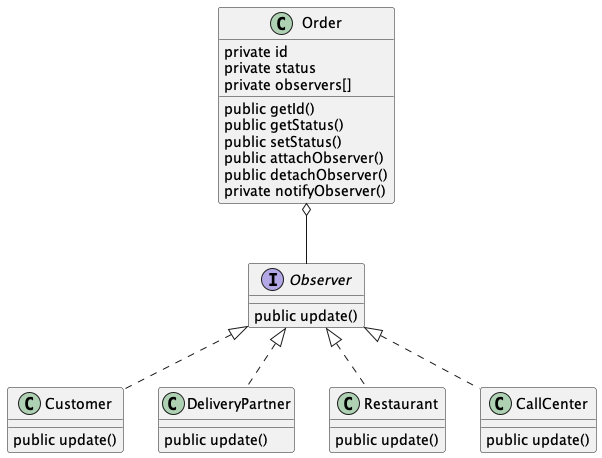 C Order
private id
private status
private observers[]
public getId()
public getStatus()
public setStatus()
public attachObserver()
public detachObserver()
private notifyObserver()
I Observer
public update()
C Customer
public update()
C DeliveryPartner
public update()
C Restaurant
public update()
C CallCenter
public update()